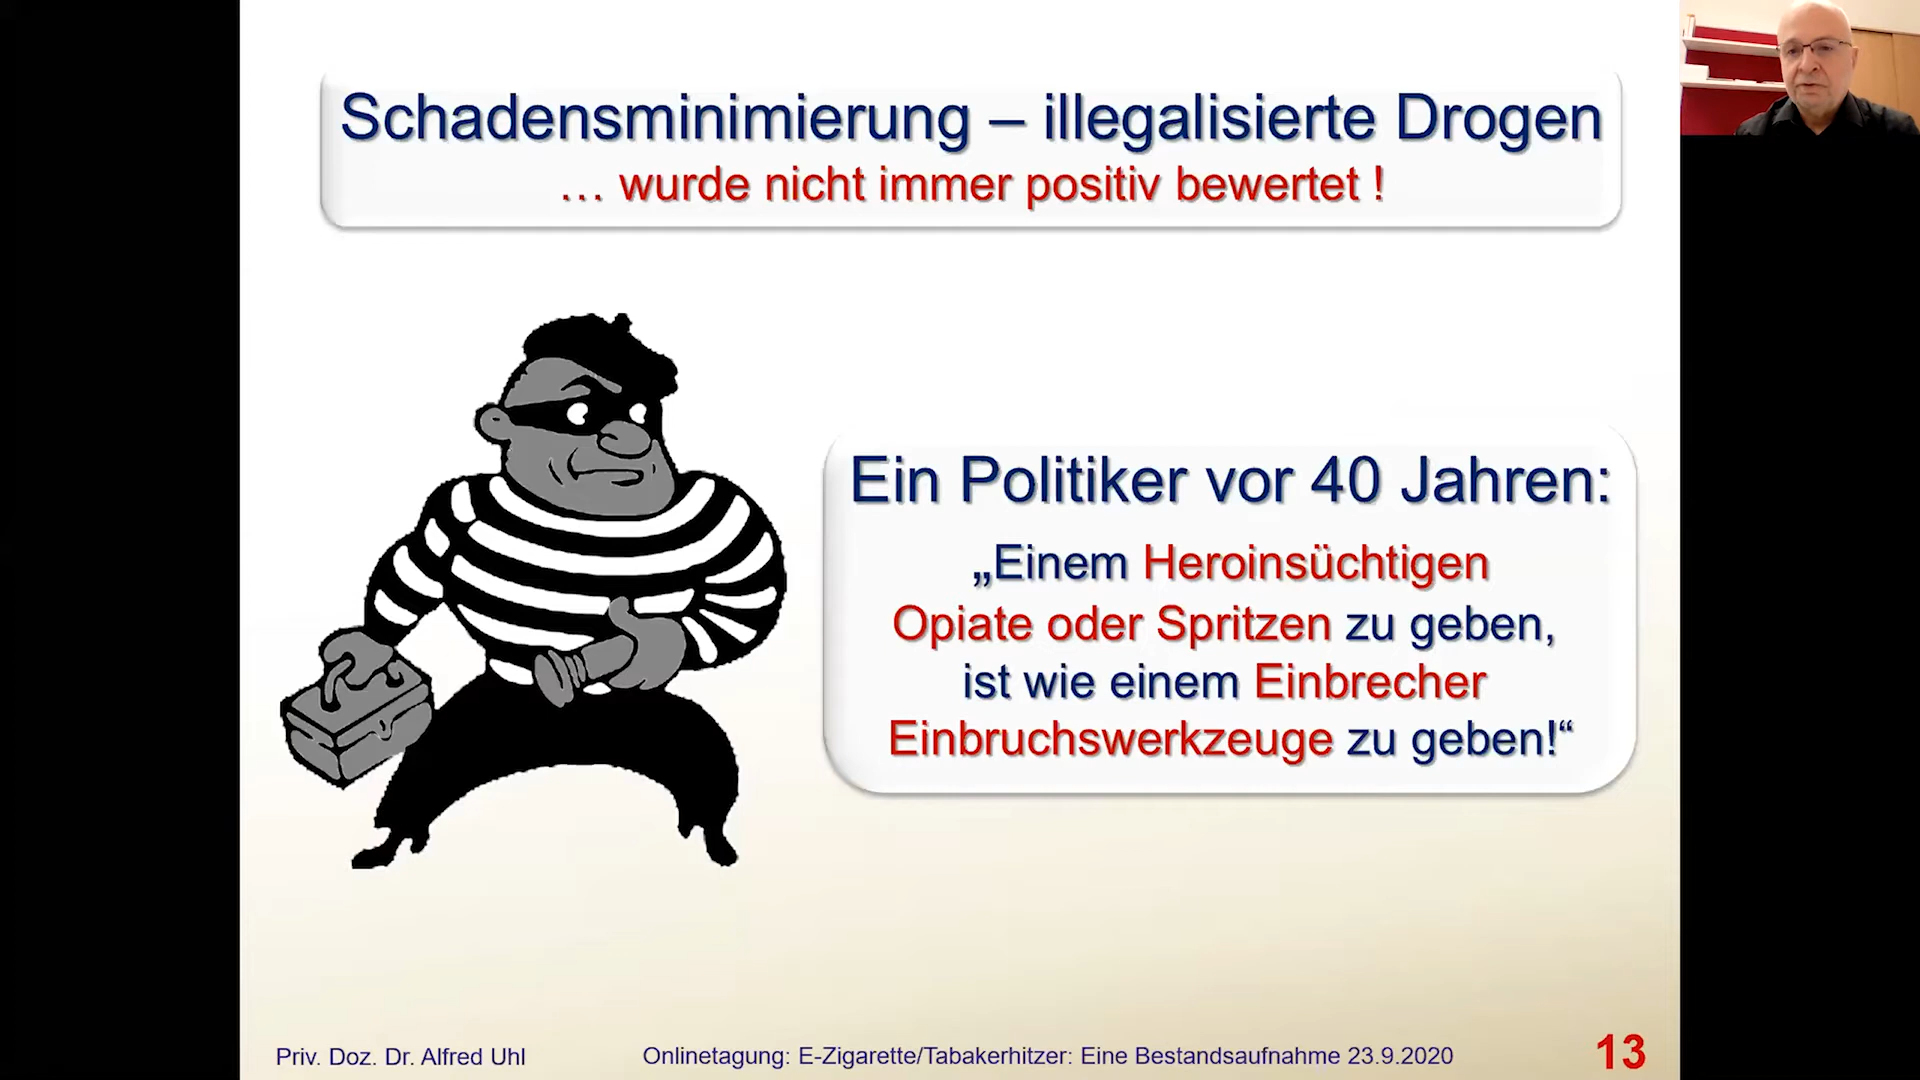 Schadensminimierung – illegalisierte Drogen
… wurde nicht immer positiv bewertet !
Ein Politiker vor 40 Jahren:
„Einem Heroinsüchtigen
Opiate oder Spritzen zu geben,
ist wie einem Einbrecher
Einbruchswerkzeuge zu geben!“
Priv. Doz. Dr. Alfred Uhl
Onlinetagung: E-Zigarette/Tabakerhitzer: Eine Bestandsaufnahme 23.9.2020
13